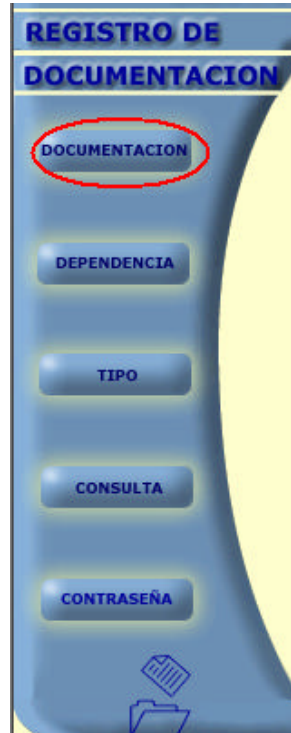 REGISTRO DE
DOCUMENTACION
DOCUMENTACION
DEPENDENCIA
TIPO
CONSULTA
CONTRASEÑA